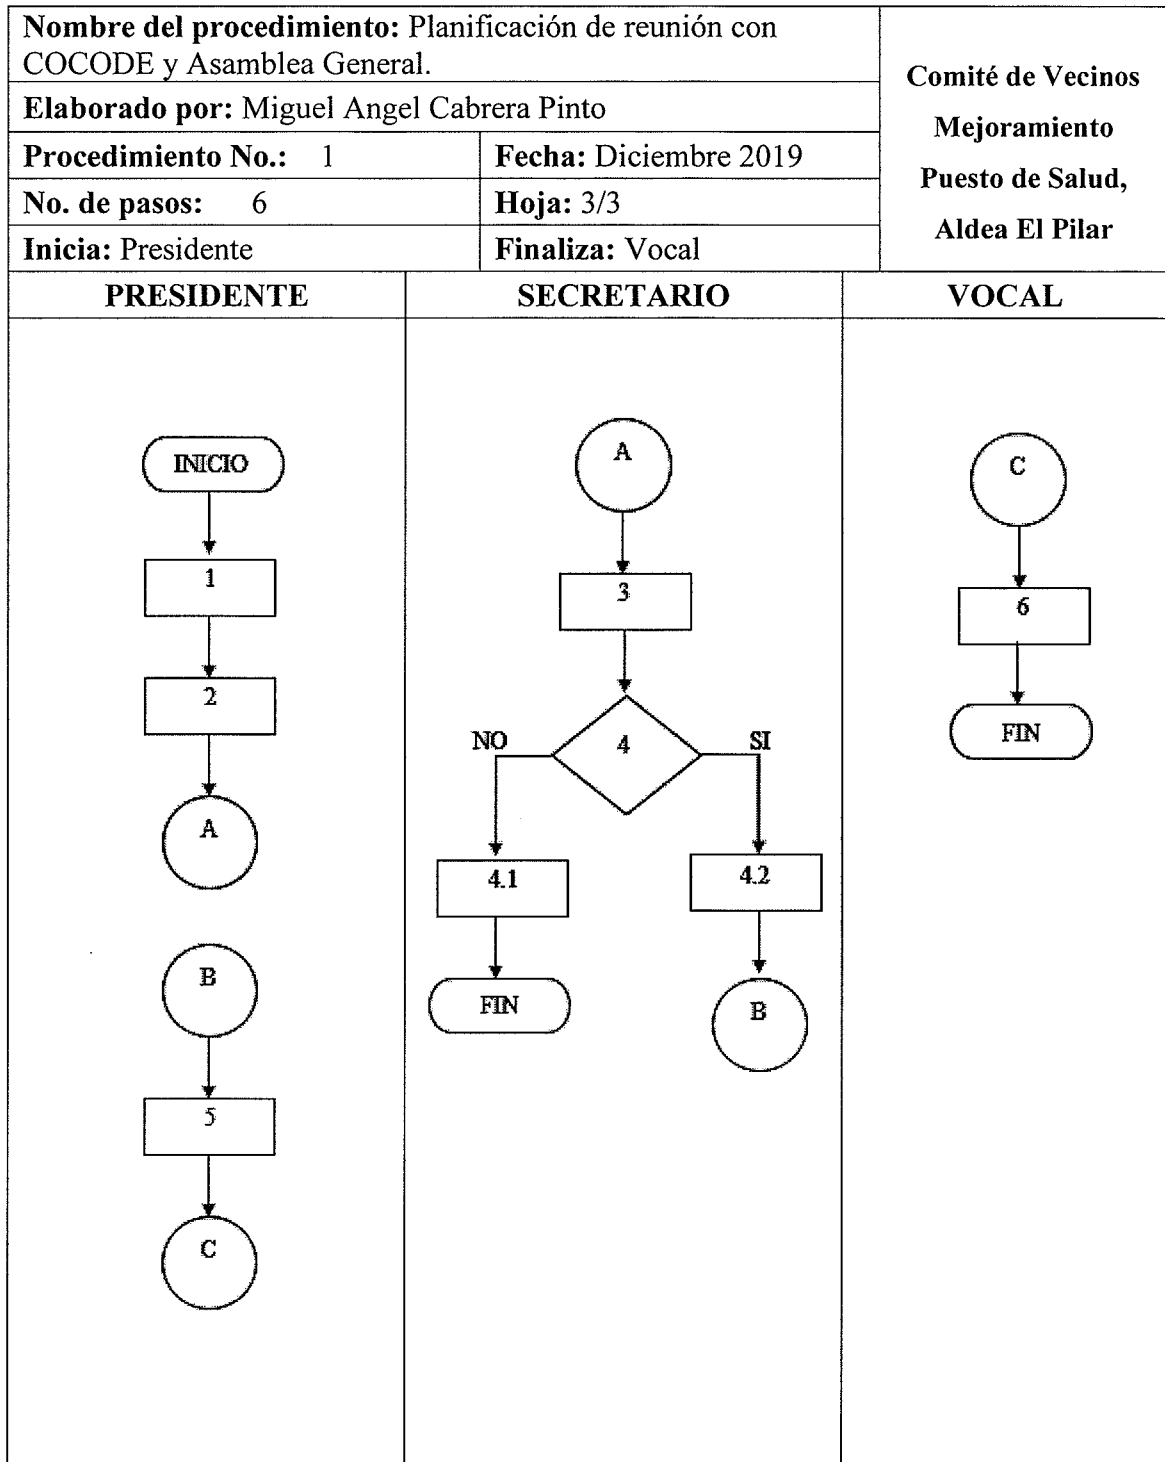 Nombre del procedimiento: Planificación de reunión con
COCODE y Asamblea General.
Elaborado por: Miguel Angel Cabrera Pinto
Procedimiento No.: 1
Fecha: Diciembre 2019
No. de pasos: 6
Hoja: 3/3
Inicia: Presidente
Finaliza: Vocal
Comité de Vecinos
Mejoramiento
Puesto de Salud,
Aldea El Pilar
PRESIDENTE
SECRETARIO
VOCAL
INICIO
1
2
A
B
5
C
A
3
4
NO
SI
4.1
4.2
FIN
B
C
6
FIN